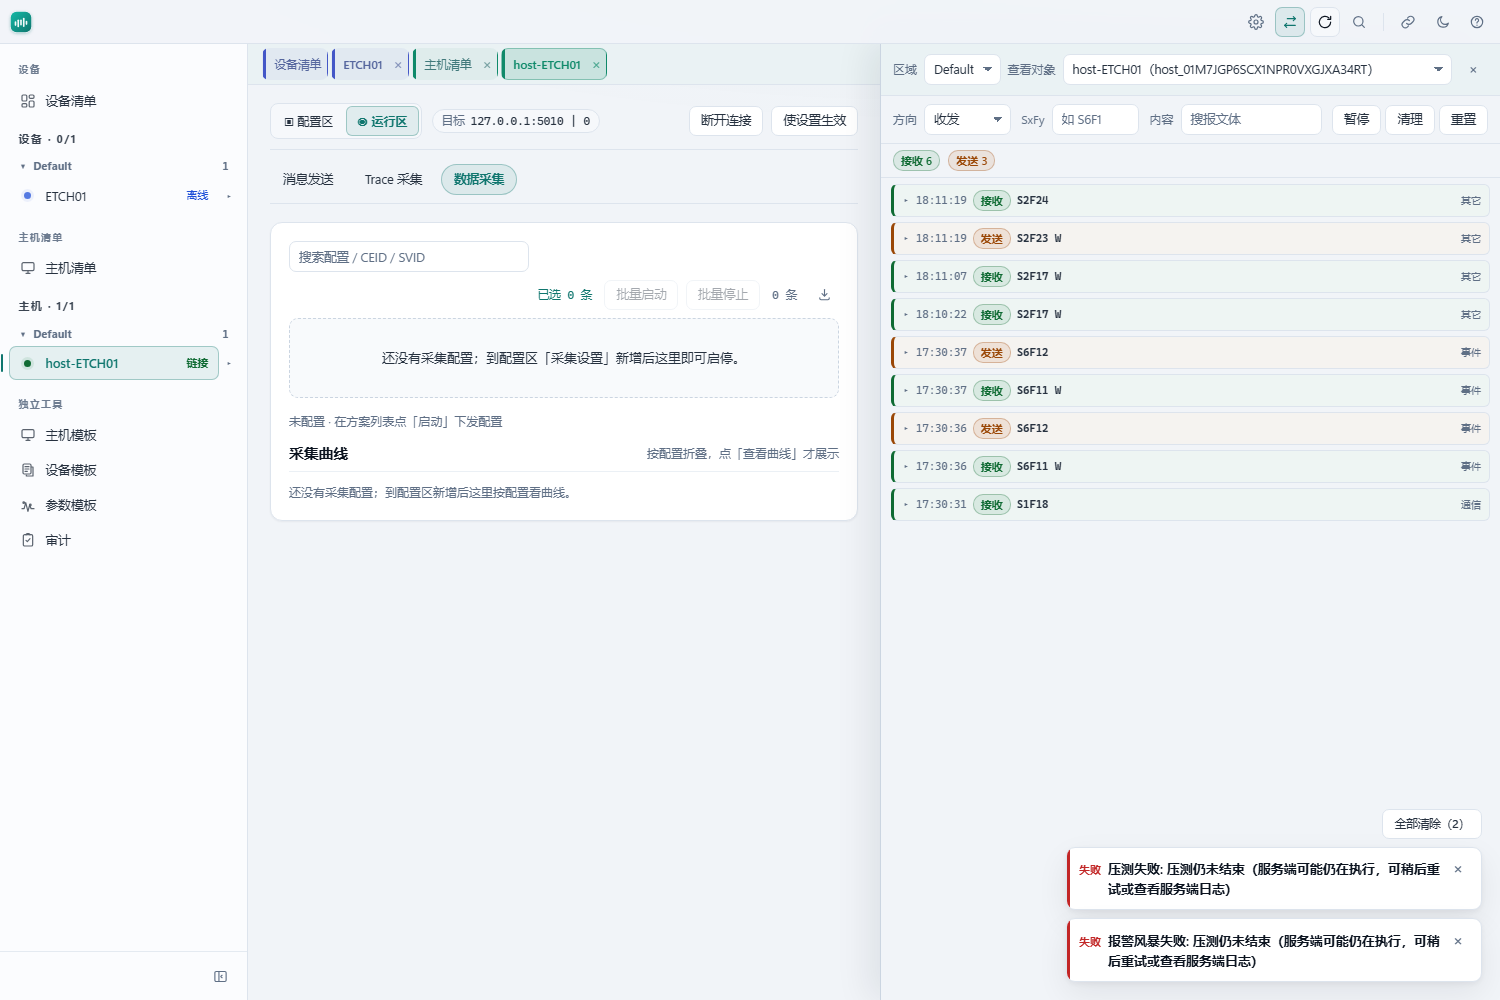 设备
设备清单
设备 · 0/1
Default 1
ETCH01 离线
主机清单
主机清单
主机 · 1/1
Default 1
host-ETCH01 链接
独立工具
主机模板
设备模板
参数模板
审计
设备清单 ETCH01 × 主机清单 × host-ETCH01 ×
配置区 运行区 目标 127.0.0.1:5010 | 0 断开连接 使设置生效
消息发送 Trace 采集 数据采集
搜索配置 / CEID / SVID
已选 0 条 批量启动 批量停止 0 条
还没有采集配置；到配置区「采集设置」新增后这里即可启停。
未配置 · 在方案列表点「启动」下发配置
采集曲线 按配置折叠，点「查看曲线」才展示
还没有采集配置；到配置区新增后这里按配置看曲线。
区域 Default 查看对象 host-ETCH01（host_01M7JGP6SCX1NPR0VXGJXA34RT） ×
方向 收发 SxFy 如 S6F1 内容 搜报文体 暂停 清理 重置
接收 6 发送 3
18:11:19 接收 S2F24 其它
18:11:19 发送 S2F23 W 其它
18:11:07 接收 S2F17 W 其它
18:10:22 接收 S2F17 W 其它
17:30:37 发送 S6F12 事件
17:30:37 接收 S6F11 W 事件
17:30:36 发送 S6F12 事件
17:30:36 接收 S6F11 W 事件
17:30:31 接收 S1F18 通信
全部清除（2）
失败 压测失败: 压测仍未结束（服务端可能仍在执行，可稍后重 ×
试或查看服务端日志）
失败 报警风暴失败: 压测仍未结束（服务端可能仍在执行，可稍 ×
后重试或查看服务端日志）